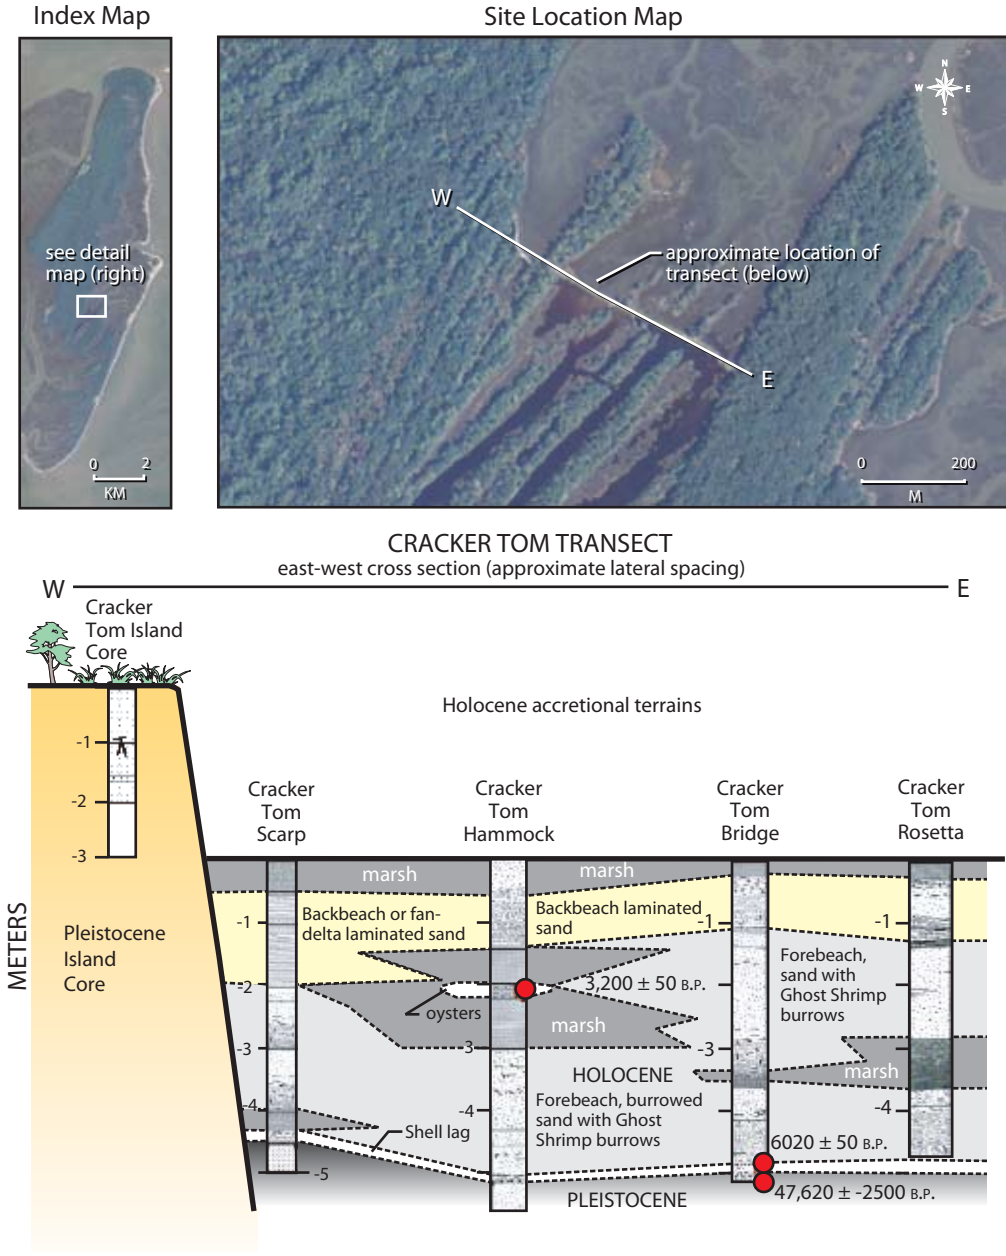 Index Map
Site Location Map
see detail
map (right)
0 2
KM
N
W E
S
W
approximate location of
transect (below)
E
0 200
M
CRACKER TOM TRANSECT
east-west cross section (approximate lateral spacing)
W E
Cracker
Tom Island
Core
-1
-2
-3
Holocene accretional terrains
Cracker
Tom
Scarp
Cracker
Tom
Hammock
Cracker
Tom
Bridge
Cracker
Tom
Rosetta
METERS
Pleistocene
Island
Core
marsh
marsh
-1
-2
-3
-4
-5
Backbeach or fan-
delta laminated sand
Backbeach laminated
sand
-1
-1
Forebeach,
sand with
Ghost Shrimp
burrows
3,200 ± 50 B.P.
oysters
marsh
3
-3
marsh
HOLOCENE
Forebeach, burrowed
sand with Ghost
Shrimp burrows
-4
-4
Shell lag
6020 ± 50 B.P.
47,620 ± -2500 B.P.
PLEISTOCENE